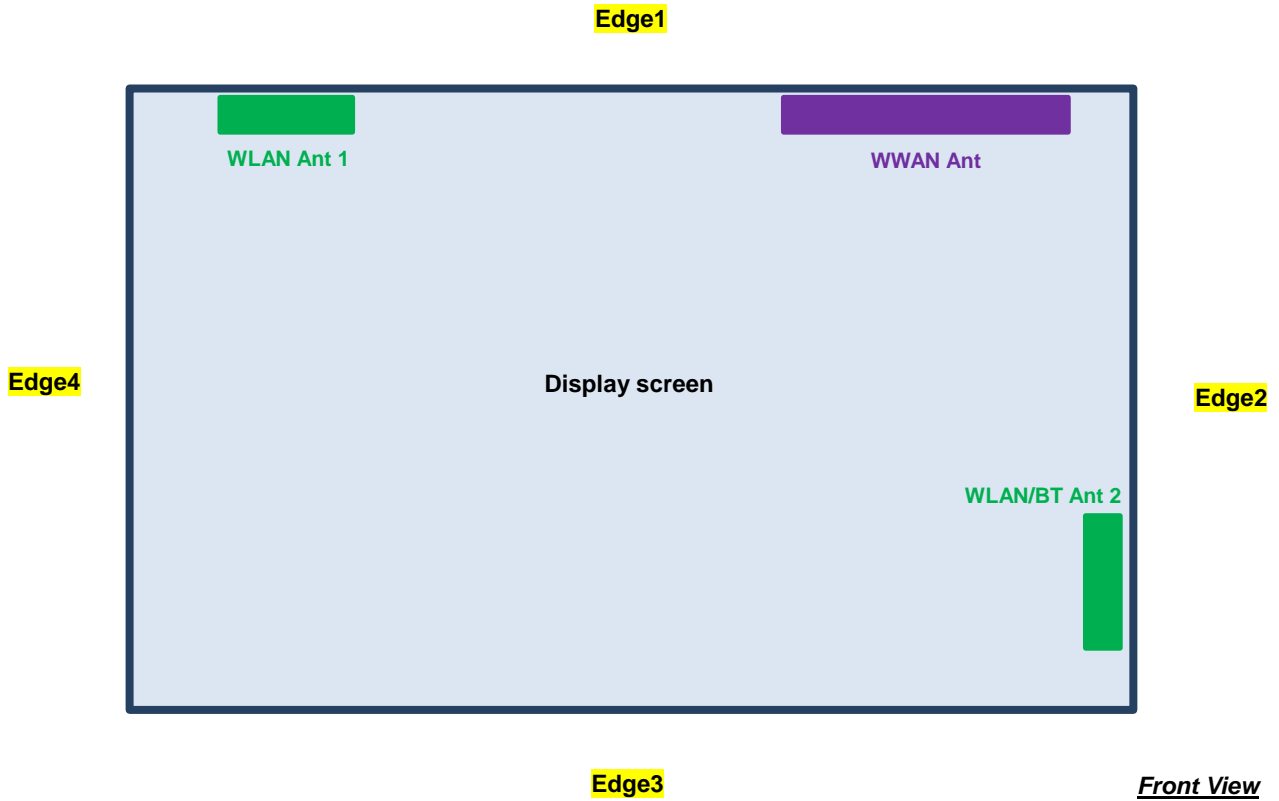 Edge1
WLAN Ant 1
WWAN Ant
Edge4
Display screen
Edge2
WLAN/BT Ant 2
Edge3
Front View